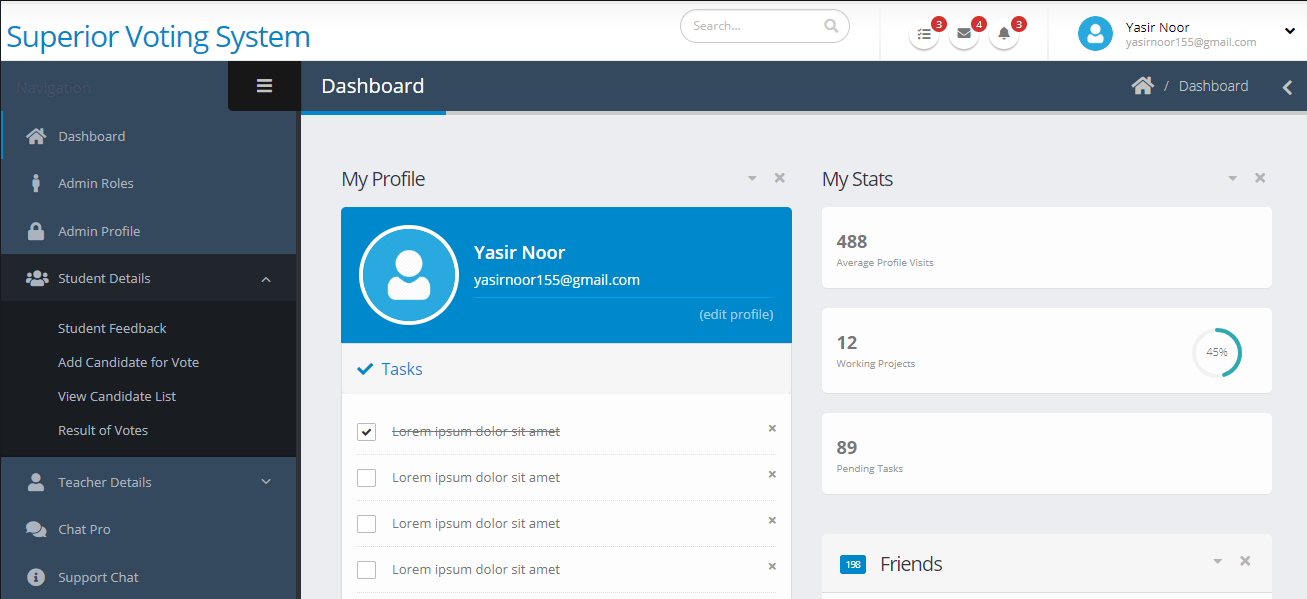 Superior Voting System
Search...
3
4
3
Yasir Noor
yasirnoor155@gmail.com
Navigation
Dashboard
/ Dashboard
Dashboard
Admin Roles
Admin Profile
Student Details
Student Feedback
Add Candidate for Vote
View Candidate List
Result of Votes
Teacher Details
Chat Pro
Support Chat
My Profile
Yasir Noor
yasirnoor155@gmail.com
(edit profile)
Tasks
Lorem ipsum dolor sit amet
Lorem ipsum dolor sit amet
Lorem ipsum dolor sit amet
Lorem ipsum dolor sit amet
My Stats
488
Average Profile Visits
12
Working Projects
45%
89
Pending Tasks
198 Friends